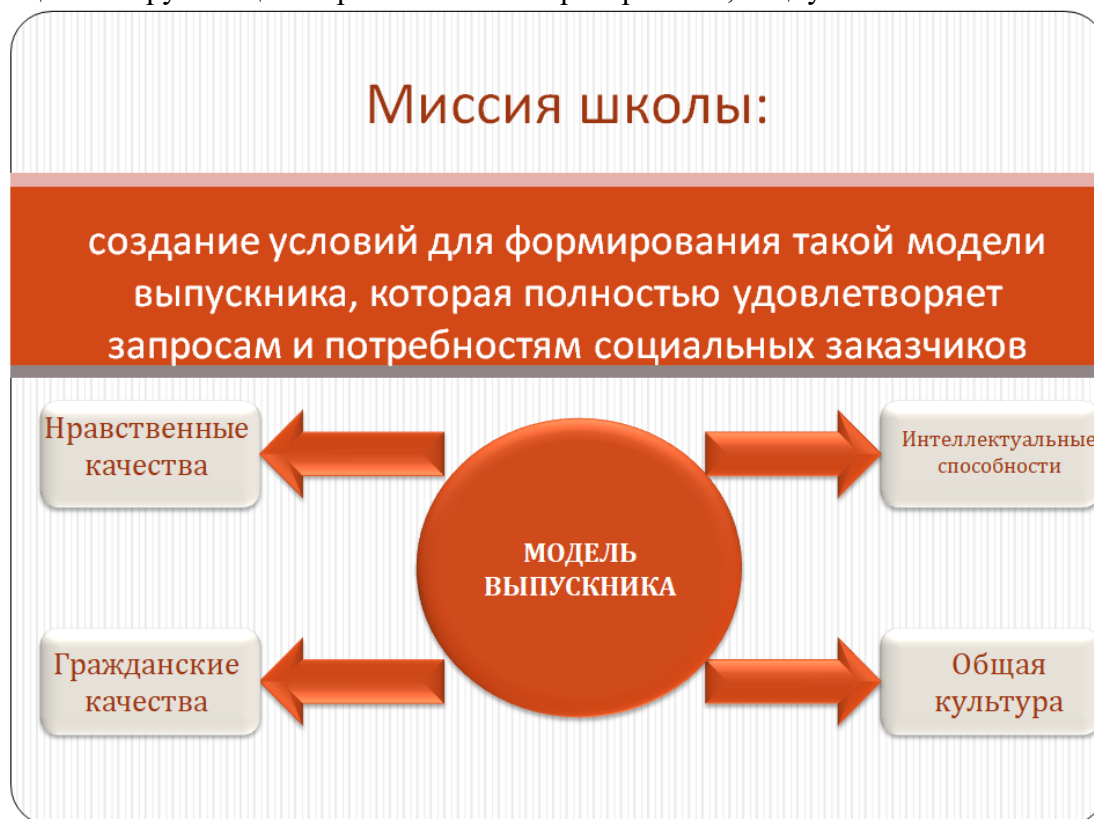 Миссия школы:
создание условий для формирования такой модели
выпускника, которая полностью удовлетворяет
запросам и потребностям социальных заказчиков
Нравственные
качества
Интеллектуальные
способности
МОДЕЛЬ
ВЫПУСКНИКА
Гражданские
качества
Общая
культура